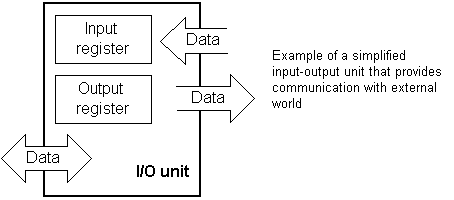 Input
register
Data
Output
register
Data
Data
I/O unit
Example of a simplified
input-output unit that provides
communication with external
world